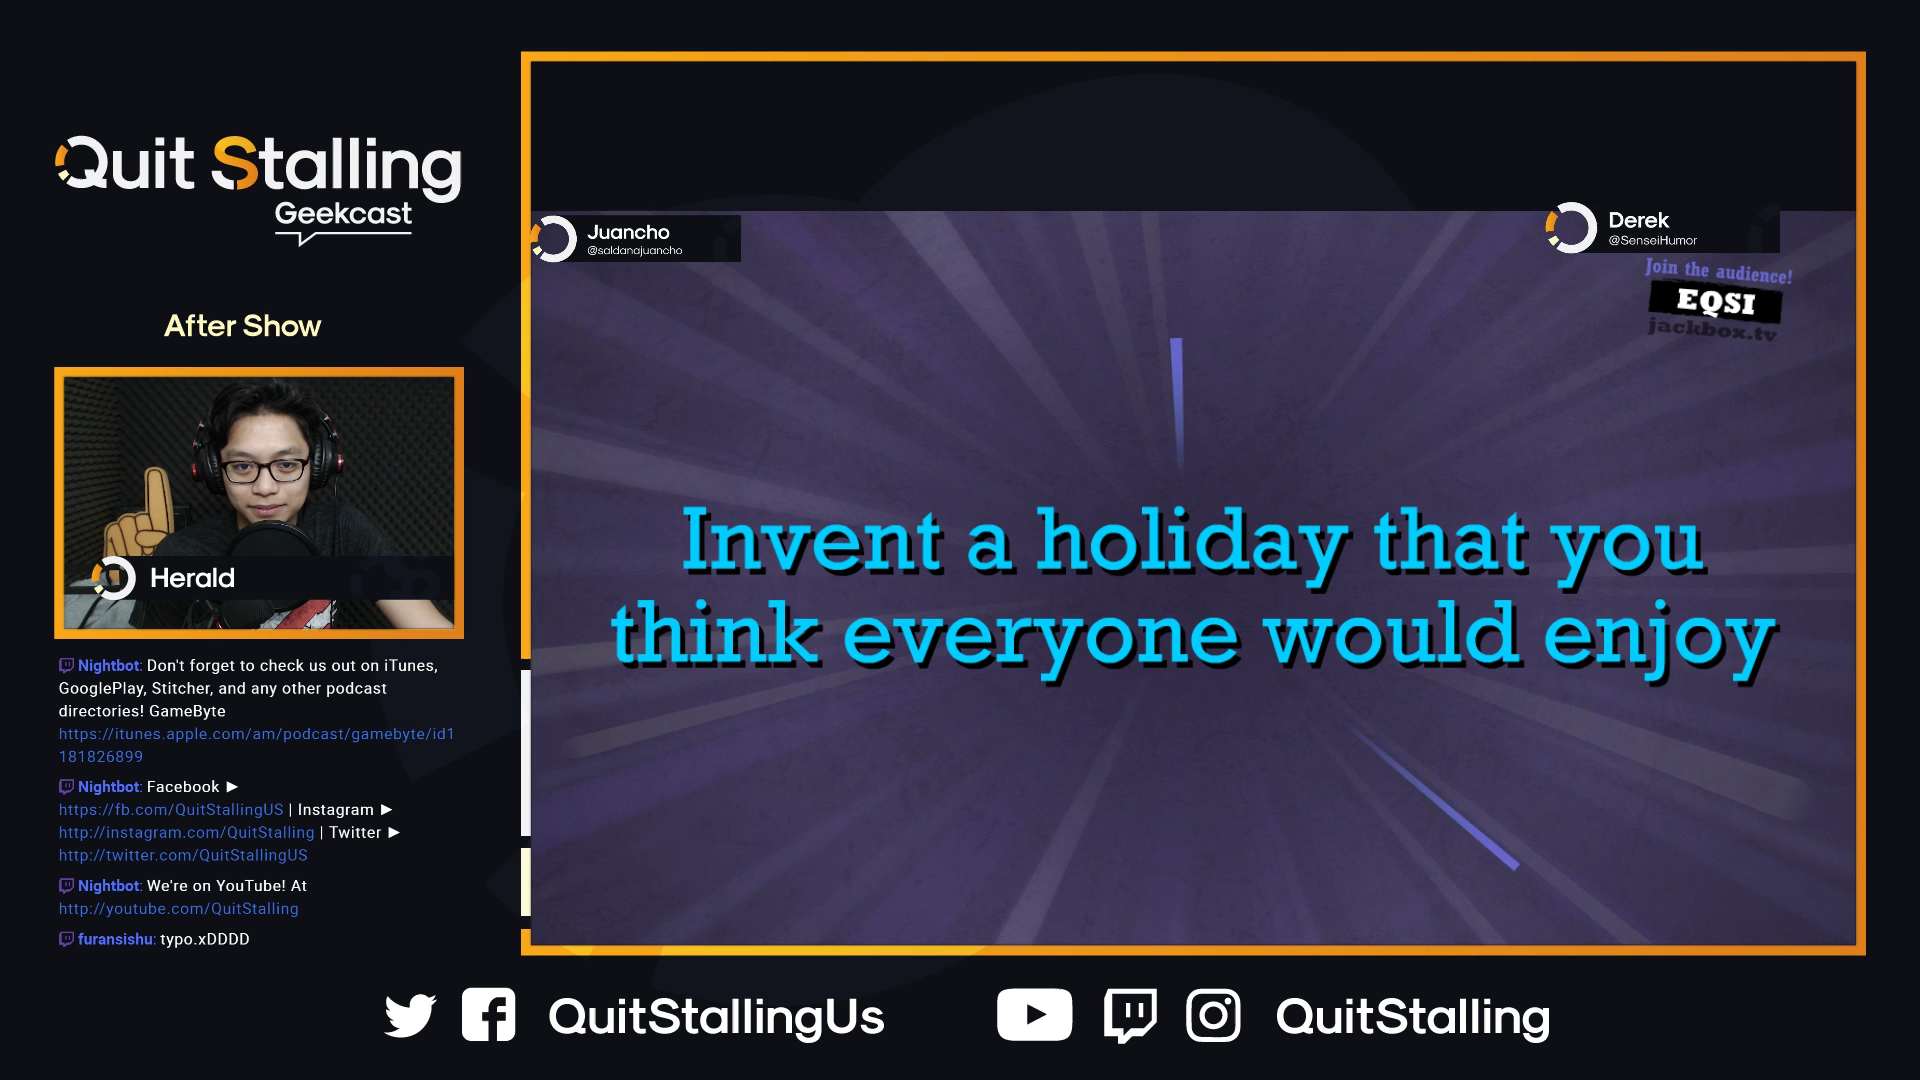 Quit Stalling
Geekcast
After Show
Herald
Nightbot: Don't forget to check us out on iTunes,
GooglePlay, Stitcher, and any other podcast
directories! GameByte
https://itunes.apple.com/am/podcast/gamebyte/id1
181826899
Nightbot: Facebook ►
https://fb.com/QuitStallingUS | Instagram ►
http://instagram.com/QuitStalling | Twitter ►
http://twitter.com/QuitStallingUS
Nightbot: We're on YouTube! At
http://youtube.com/QuitStalling
furansishu: typo.xDDDD
Juancho
@saldanajuancho
Derek
@SenseiHumor
Join the audience!
EQSI
jackbox.tv
Invent a holiday that you
think everyone would enjoy
QuitStallingUs
QuitStalling